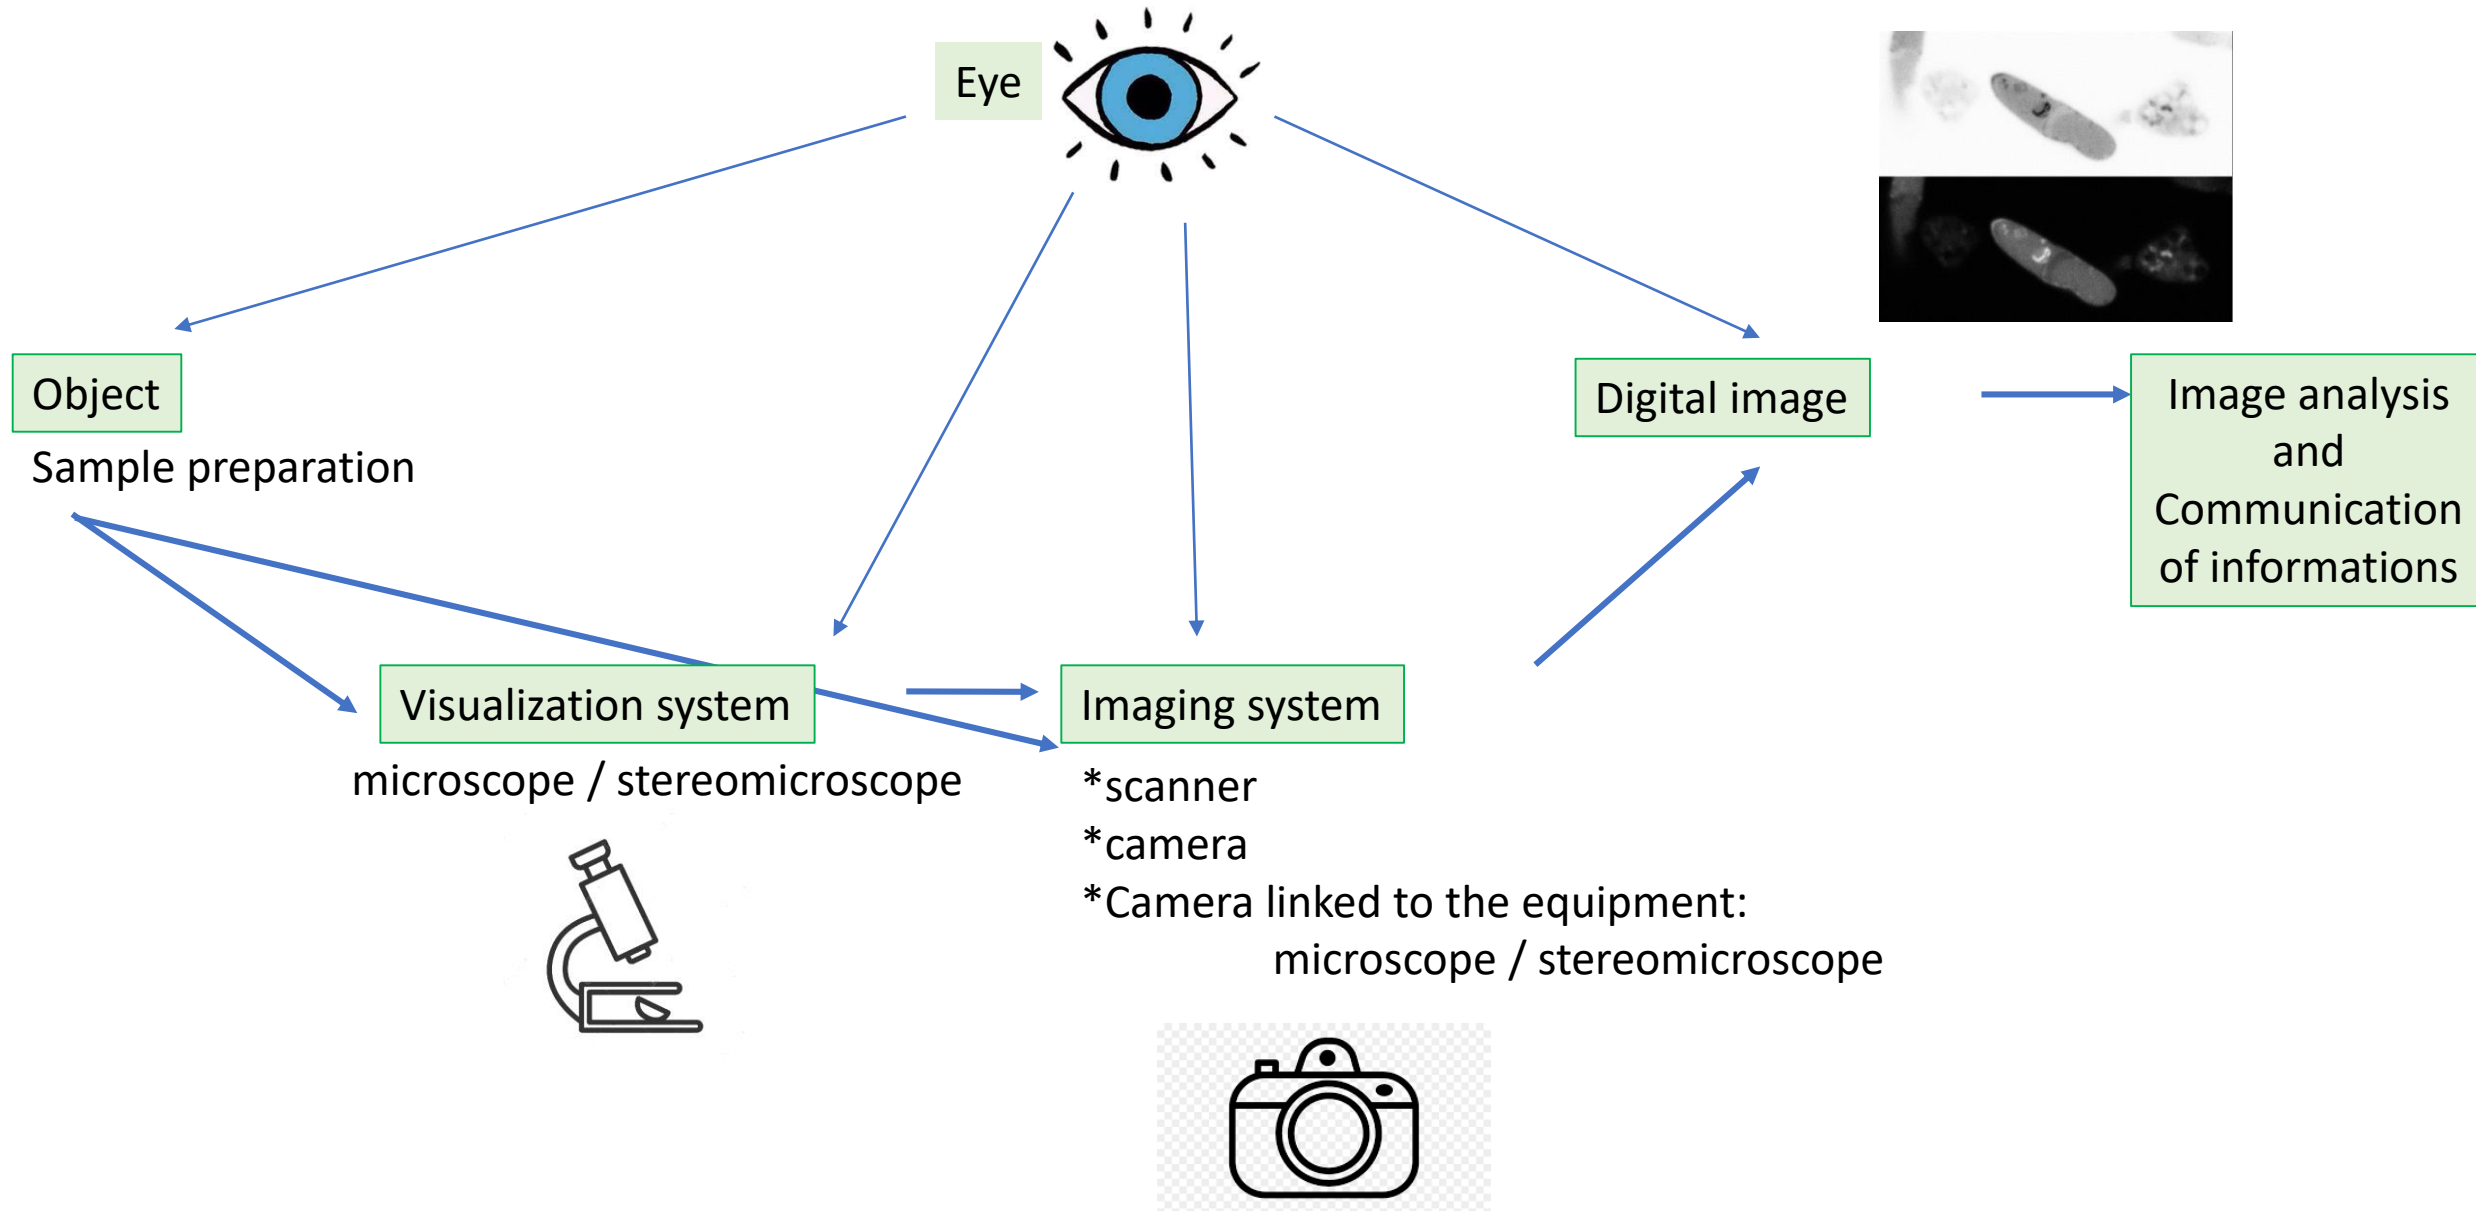 Eye
Object
Sample preparation
Visualization system
microscope / stereomicroscope
Imaging system
*scanner
*camera
*Camera linked to the equipment:
microscope / stereomicroscope
Digital image
Image analysis
and
Communication
of informations